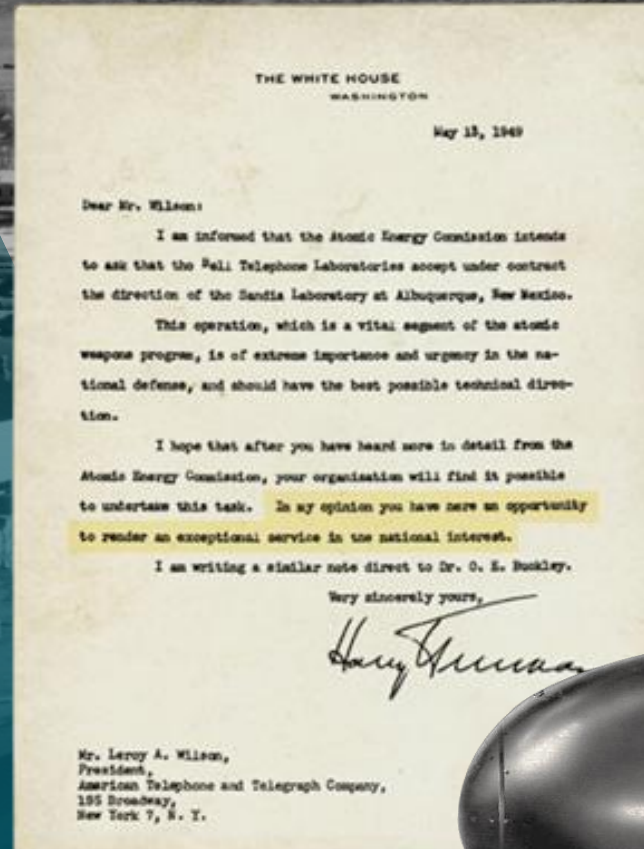 THE WHITE HOUSE
WASHINGTON
May 13, 1949
Dear Mr. Wilson:
I am informed that the Atomic Energy Commission intends
to ask that the Bell Telephone Laboratories accept under contract
the direction of the Sandia Laboratory at Albuquerque, New Mexico.
This operation, which is a vital segment of the atomic
weapons program, is of extreme importance and urgency in the na-
tional defense, and should have the best possible technical direc-
tion.
I hope that after you have heard more in detail from the
Atomic Energy Commission, your organization will find it possible
to undertake this task. In my opinion you have here an opportunity
to render an exceptional service in the national interest.
I am writing a similar note direct to Dr. O. E. Buckley.
Very sincerely yours,
Harry Truman
Mr. Leroy A. Wilson,
President,
American Telephone and Telegraph Company,
195 Broadway,
New York 7, N. Y.